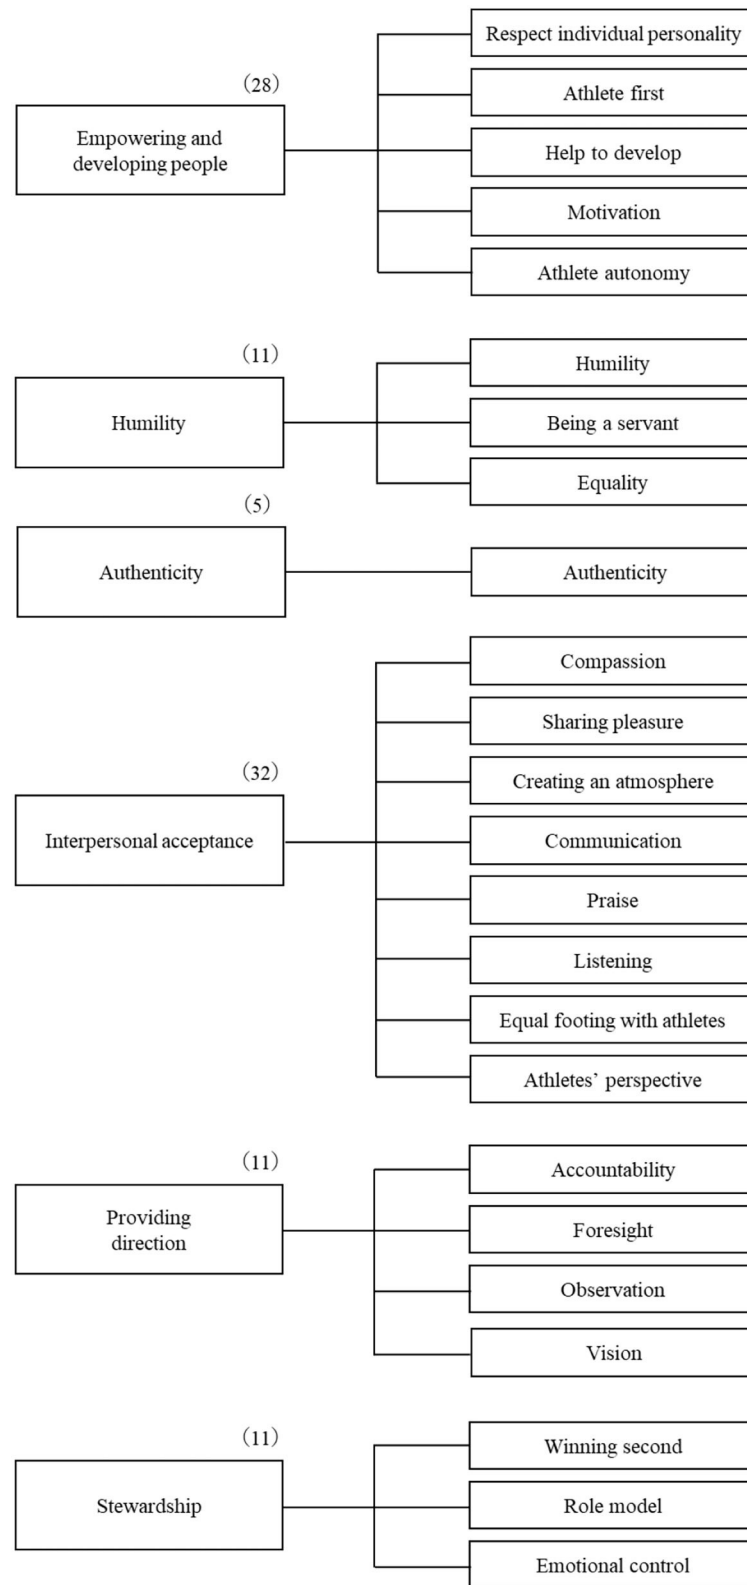 (28)
Empowering and
developing people
Respect individual personality
Athlete first
Help to develop
Motivation
Athlete autonomy
(11)
Humility
Humility
Being a servant
Equality
(5)
Authenticity
Authenticity
(32)
Interpersonal acceptance
Compassion
Sharing pleasure
Creating an atmosphere
Communication
Praise
Listening
Equal footing with athletes
Athletes’ perspective
(11)
Providing
direction
Accountability
Foresight
Observation
Vision
(11)
Stewardship
Winning second
Role model
Emotional control